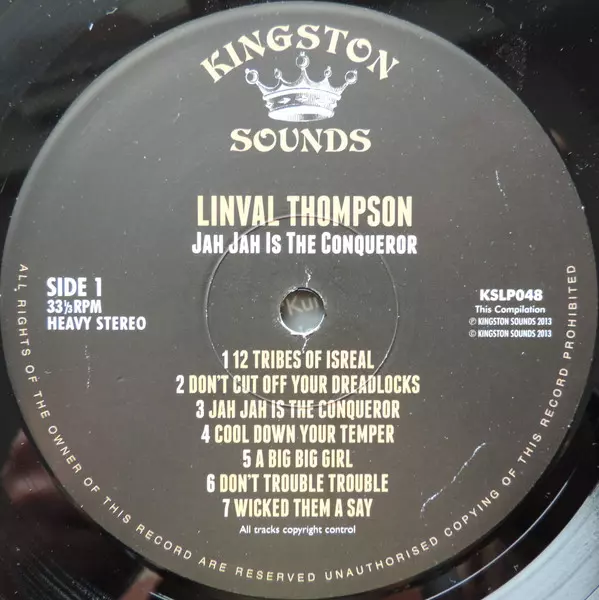 KINGSTON
SOUNDS
LINVAL THOMPSON
JAH JAH IS THE CONQUEROR
SIDE 1
33⅓ RPM
HEAVY STEREO
KSLP048
This Compilation
℗ KINGSTON SOUNDS 2013
© KINGSTON SOUNDS 2013
1 12 TRIBES OF ISREAL
2 DON'T CUT OFF YOUR DREADLOCKS
3 JAH JAH IS THE CONQUEROR
4 COOL DOWN YOUR TEMPER
5 A BIG BIG GIRL
6 DON'T TROUBLE TROUBLE
7 WICKED THEM A SAY
All tracks copyright control
ALL RIGHTS OF THE OWNER OF THIS RECORD ARE RESERVED UNAUTHORISED COPYING OF THIS RECORD PROHIBITED